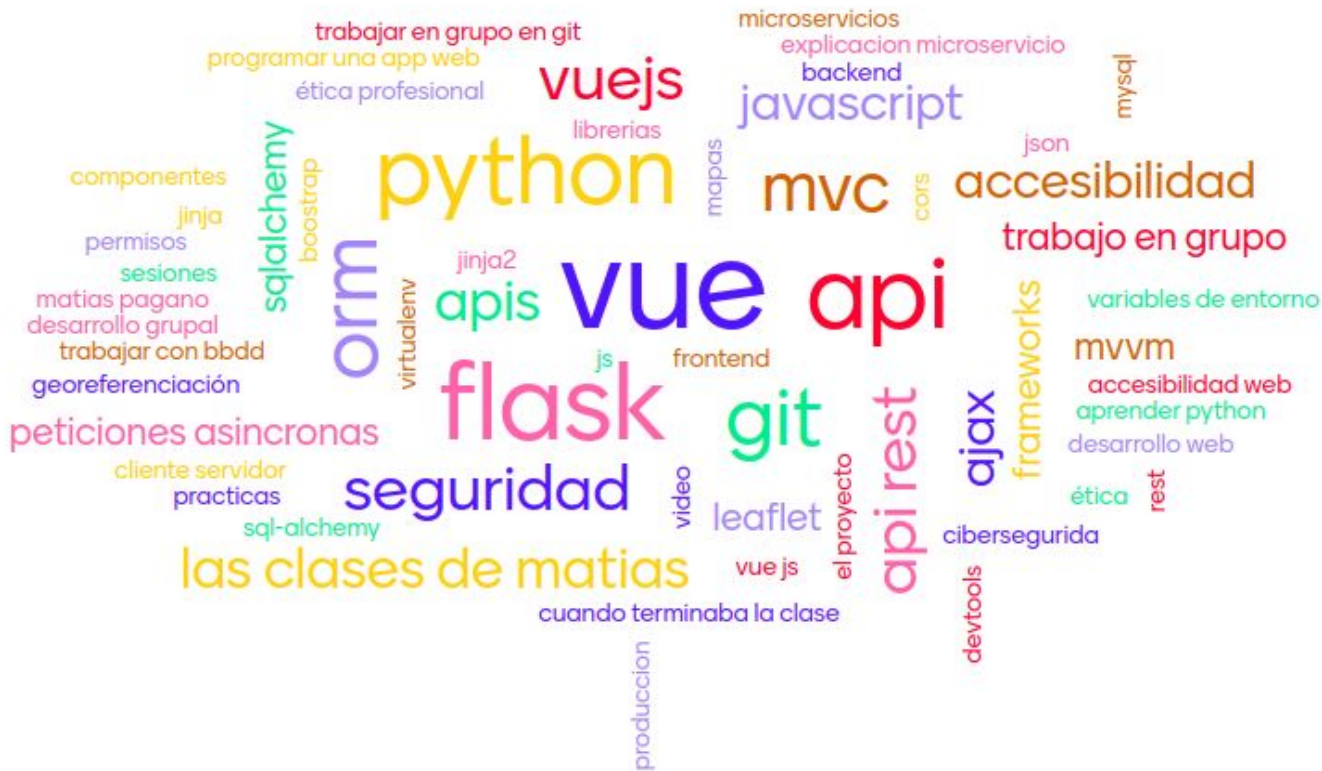 microservicios
trabajar en grupo en git
explicacion microservicio
programar una app web
vuejs
backend
mysql
ética profesional
javascript
librerias
json
sqlalchemy
boostrap
python
mapas
mvc
cors
accesibilidad
componentes
jinja
trabajo en grupo
permisos
orm
jinja2
vue
api
sesiones
virtualenv
apis
frameworks
variables de entorno
matias pagano
desarrollo grupal
trabajar con bbdd
js
frontend
mvvm
georeferenciación
flask
git
api rest
ajax
accesibilidad web
aprender python
peticiones asincronas
desarrollo web
cliente servidor
practicas
seguridad
video
leaflet
el proyecto
ética
rest
sql-alchemy
cibersegurida
las clases de matias
vue js
devtools
cuando terminaba la clase
produccion